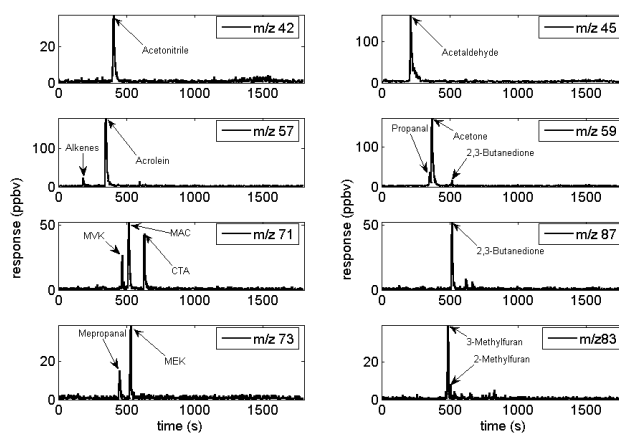 m/z 42
Acetonitrile
20
0
0 500 1000 1500
m/z 45
Acetaldehyde
100
0
0 500 1000 1500
m/z 57
Alkenes
Acrolein
100
0
0 500 1000 1500
m/z 59
Propanal
Acetone
2,3-Butanedione
100
0
0 500 1000 1500
m/z 71
MVK
MAC
CTA
50
0
0 500 1000 1500
m/z 87
2,3-Butanedione
50
0
0 500 1000 1500
m/z 73
Mepropanal
MEK
20
0
0 500 1000 1500
m/z83
3-Methylfuran
2-Methylfuran
20
0
0 500 1000 1500
response (ppbv)
response (ppbv)
time (s)
time (s)